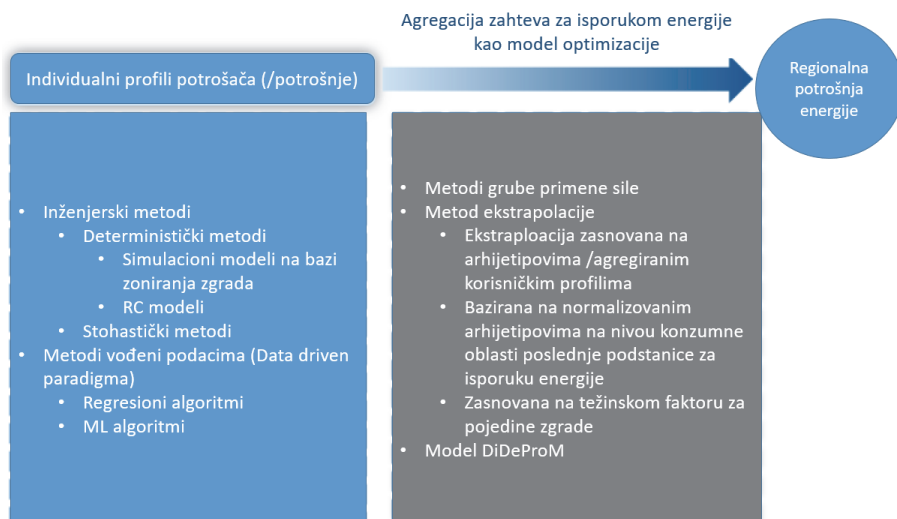 Agregacija zahteva za isporukom energije
kao model optimizacije
Individualni profili potrošača (/potrošnje)
Regionalna
potrošnja
energije
• Inženjerski metodi
• Deterministički metodi
• Simulacioni modeli na bazi
zoniranja zgrada
• RC modeli
• Stohastički metodi
• Metodi vođeni podacima (Data driven
paradigma)
• Regresioni algoritmi
• ML algoritmi
• Metodi grube primene sile
• Metod ekstrapolacije
• Ekstraploacija zasnovana na
arhijetipovima /agregiranim
korisničkim profilima
• Bazirana na normalizovanim
arhijetipovima na nivou konzumne
oblasti poslednje podstanice za
isporuku energije
• Zasnovana na težinskom faktoru za
pojedine zgrade
• Model DiDeProM